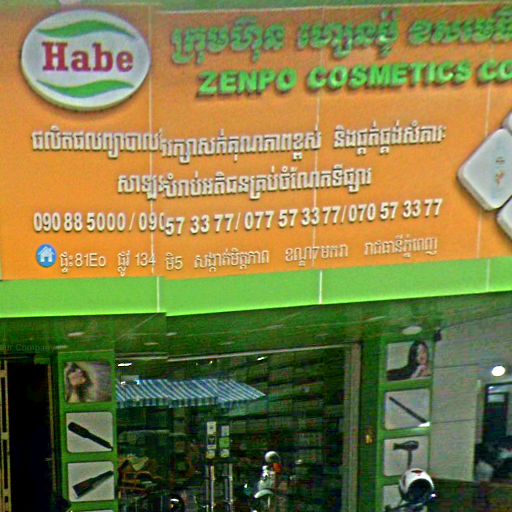 Habe
ក្រុមហ៊ុន ហ្សេនប៉ូ ខសមេទិ
ZENPO COSMETICS CO
ផលិតផលព្យាបាល រក្សាសក់គុណភាពខ្ពស់ និងផ្គត់ផ្គង់សំភារៈ
សាឡុន សំរាប់អតិជនគ្រប់ចំណែកទីផ្សារ
090 88 5000 / 090 57 33 77 / 077 57 33 77 / 070 57 33 77
ផ្ទះ81Eo ផ្លូវ 134 មិ5 សង្កាត់មិត្តភាព ខណ្ឌ7មករា រាជធានីភ្នំពេញ